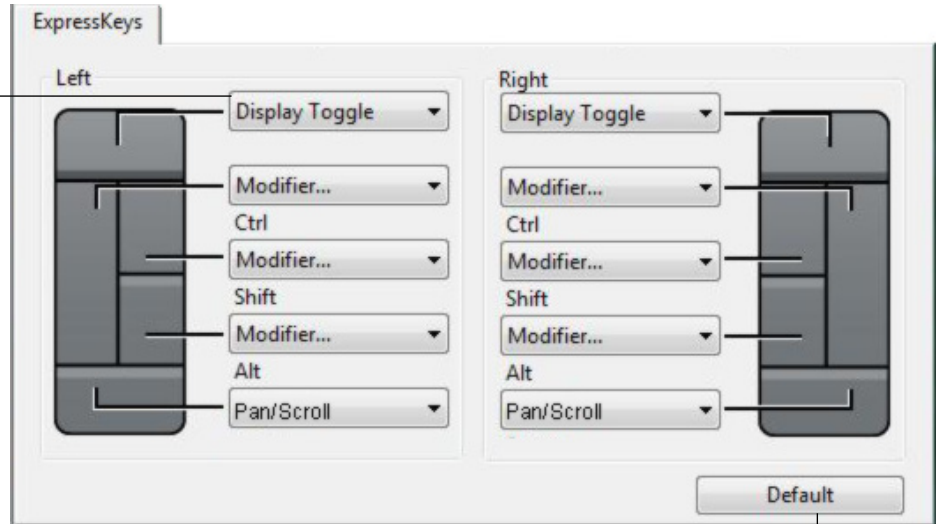 ExpressKeys
Left
Display Toggle
Modifier...
Ctrl
Modifier...
Shift
Modifier...
Alt
Pan/Scroll
Right
Display Toggle
Modifier...
Ctrl
Modifier...
Shift
Modifier...
Alt
Pan/Scroll
Default